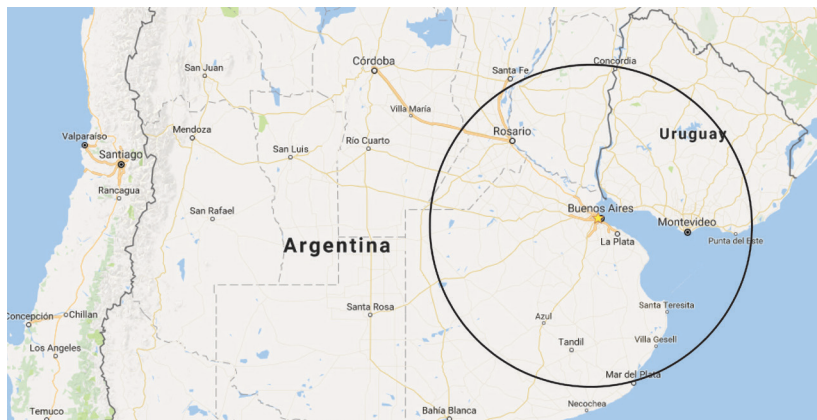 Concordia
Córdoba
San Juan
Santa Fe
Villa María
Mendoza
Rosario
Uruguay
Valparaíso
Río Cuarto
San Luis
Santiago
Rancagua
San Rafael
Buenos Aires
Montevideo
La Plata
Punta del Este
Argentina
Santa Teresita
Santa Rosa
Concepción
Chillan
Azul
Villa Gesell
Tandil
Los Angeles
Mar del Plata
Necochea
Temuco
Bahía Blanca